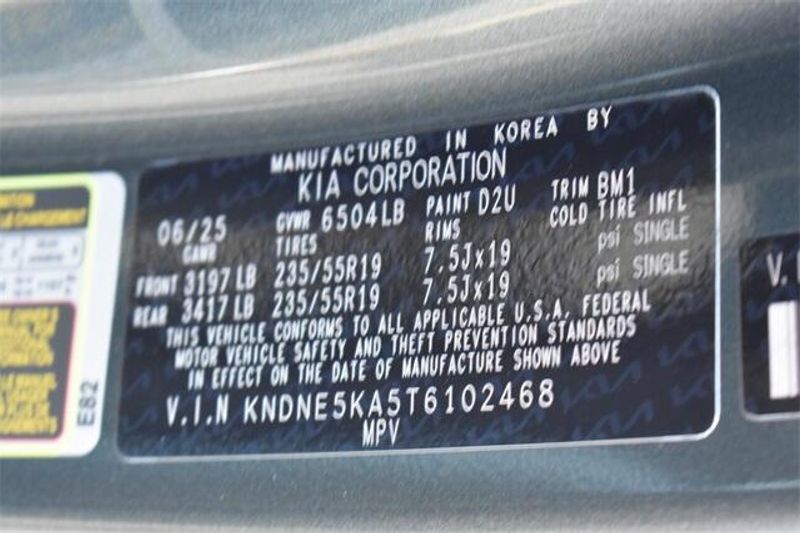 MANUFACTURED IN KOREA BY
KIA CORPORATION
06/25 GVWR 6504LB PAINT D2U TRIM BM1
GAWR TIRES RIMS COLD TIRE INFL
FRONT 3197 LB 235/55R19 7.5Jx19 psi SINGLE
REAR 3417 LB 235/55R19 7.5Jx19 psi SINGLE
THIS VEHICLE CONFORMS TO ALL APPLICABLE U.S.A. FEDERAL
MOTOR VEHICLE SAFETY AND THEFT PREVENTION STANDARDS
IN EFFECT ON THE DATE OF MANUFACTURE SHOWN ABOVE
V.I.N KNDNE5KA5T6102468
MPV
E82
V.